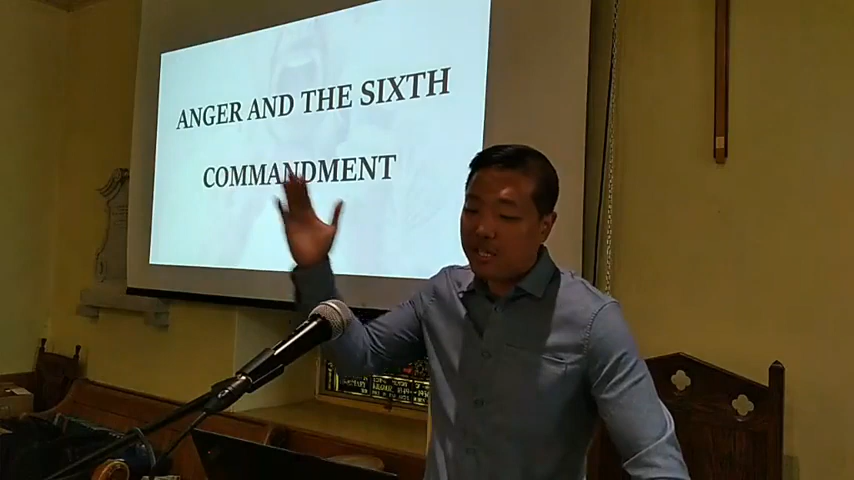 ANGER AND THE SIXTH
COMMANDMENT